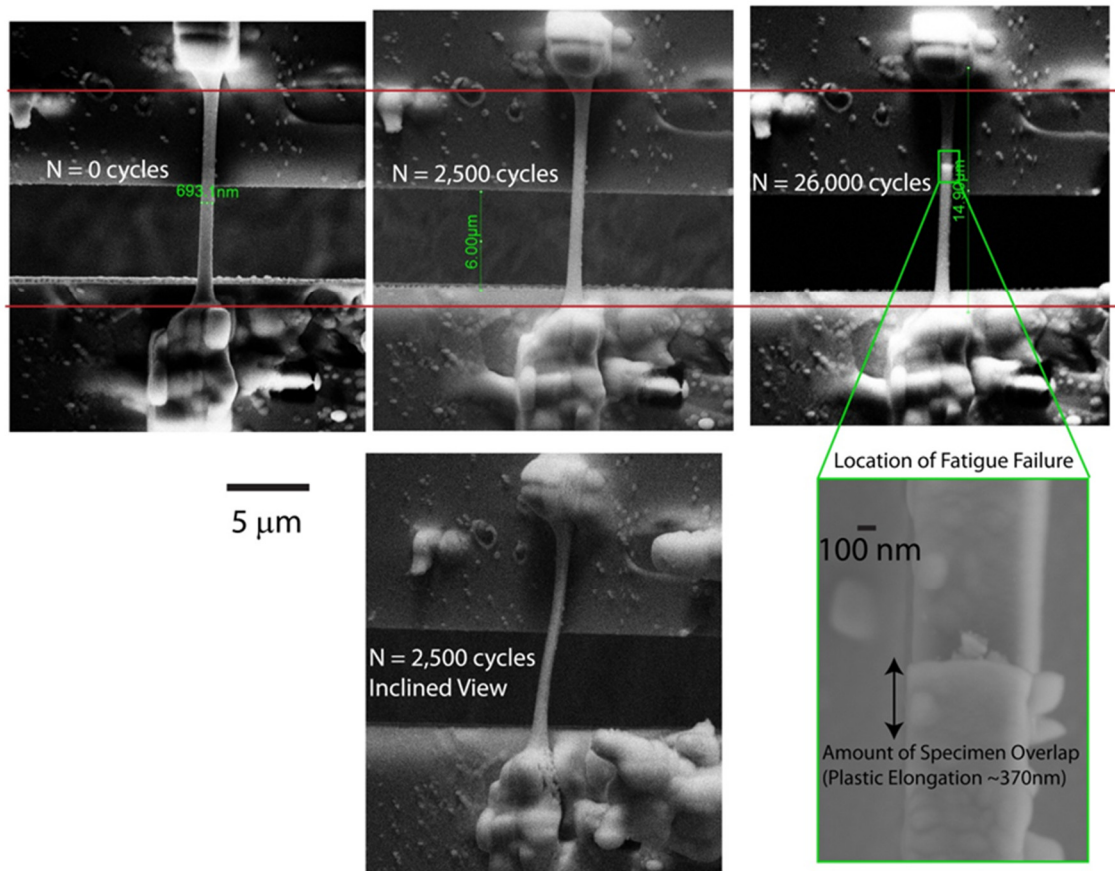 N = 0 cycles
693.1nm
N = 2,500 cycles
6.00µm
N = 26,000 cycles
14.90µm
Location of Fatigue Failure
5 µm
100 nm
N = 2,500 cycles
Inclined View
Amount of Specimen Overlap
(Plastic Elongation ~370nm)